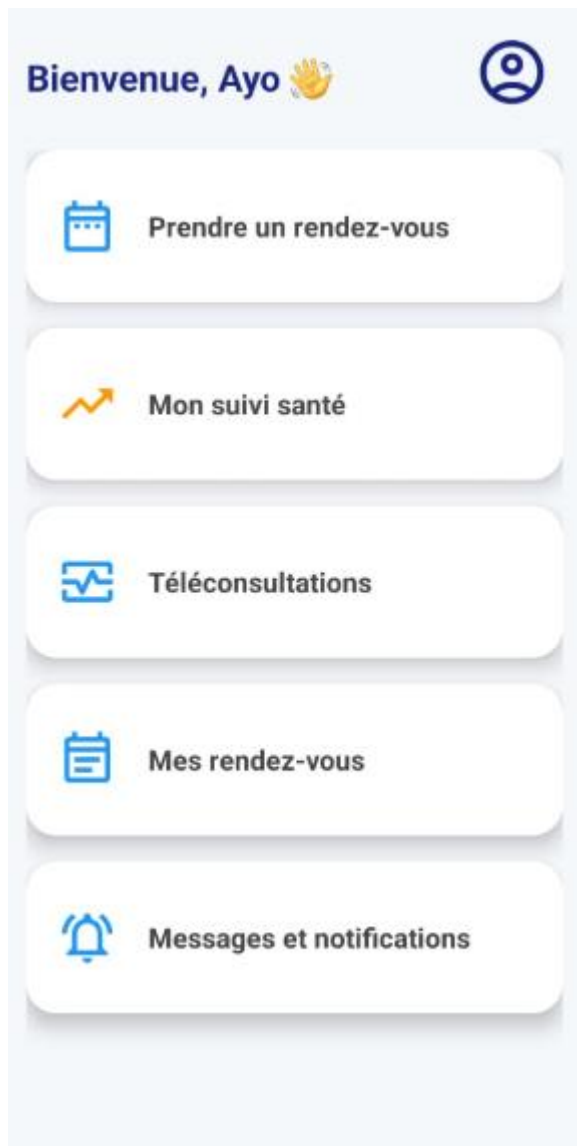 Bienvenue, Ayo 👋
Prendre un rendez-vous
Mon suivi santé
Téléconsultations
Mes rendez-vous
Messages et notifications